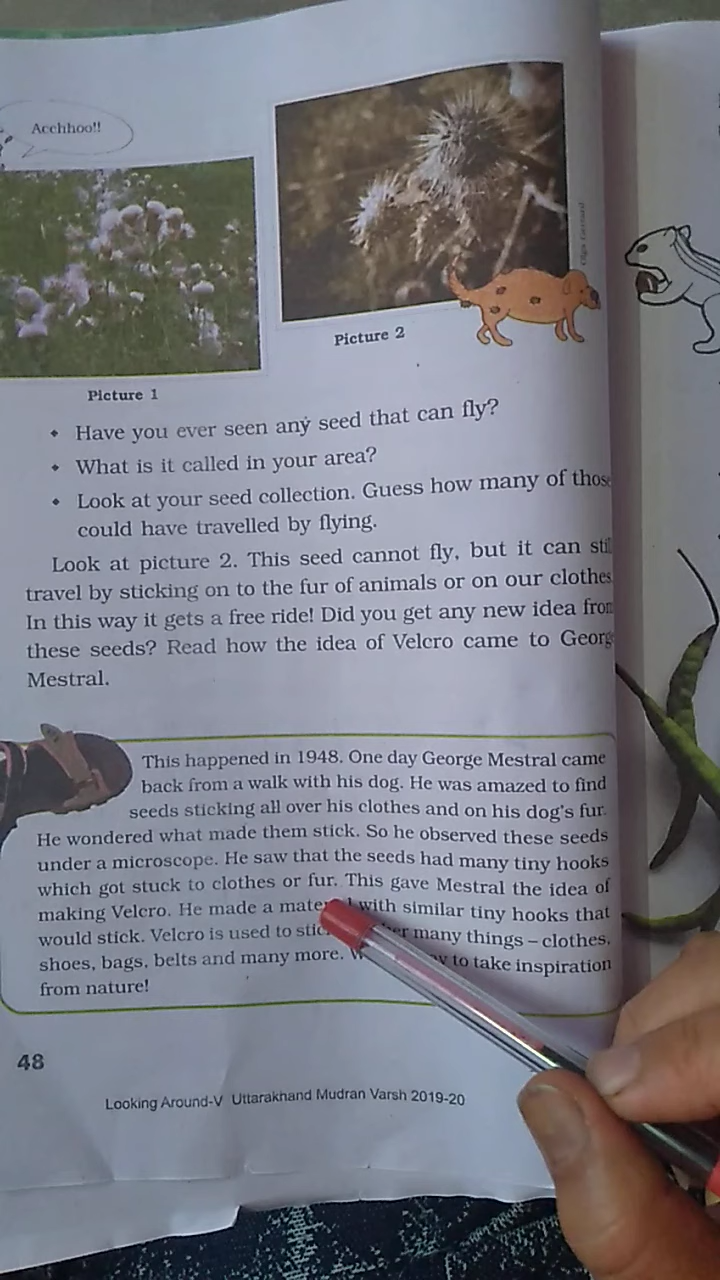 Acchhoo!!
Olga Gerhard
Picture 2
Picture 1
• Have you ever seen any seed that can fly?
• What is it called in your area?
• Look at your seed collection. Guess how many of those
could have travelled by flying.
Look at picture 2. This seed cannot fly, but it can
travel by sticking on to the fur of animals or on our clothes.
In this way it gets a free ride! Did you get any new idea from
these seeds? Read how the idea of Velcro came to
Mestral.
This happened in 1948. One day George Mestral came
back from a walk with his dog. He was amazed to find
seeds sticking all over his clothes and on his dog's fur.
He wondered what made them stick. So he observed these seeds
under a microscope. He saw that the seeds had many tiny hooks
which got stuck to clothes or fur. This gave Mestral the idea of
making Velcro. He made a with similar tiny hooks that
would stick. Velcro is used to many things – clothes,
shoes, bags, belts and many more. to take inspiration
from nature!
48
Looking Around-V Uttarakhand Mudran Varsh 2019-20